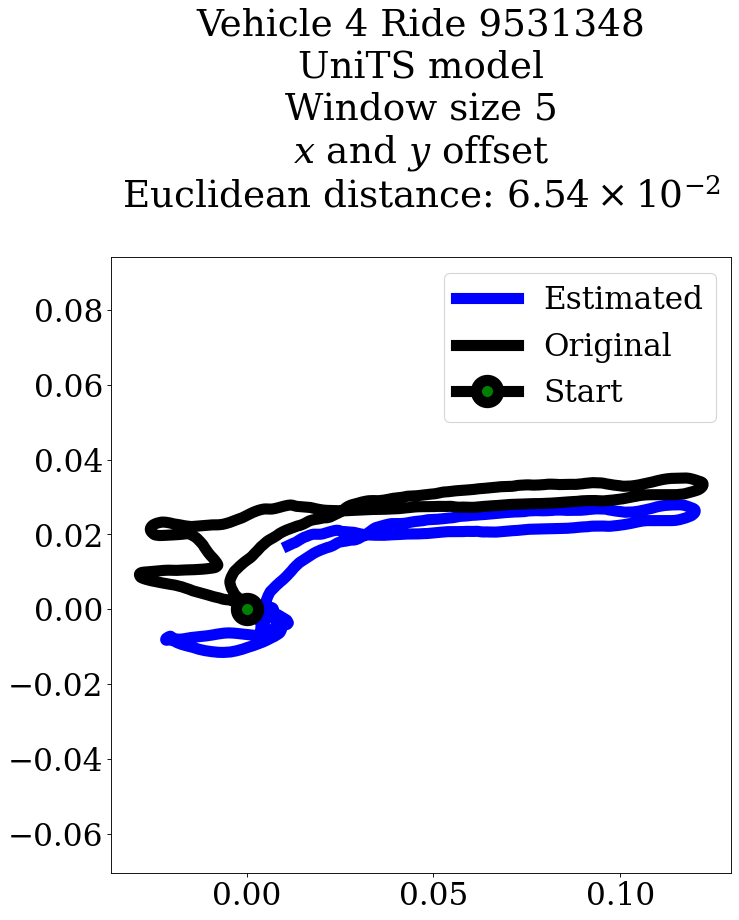 Vehicle 4 Ride 9531348
UniTS model
Window size 5
x and y offset
Euclidean distance: 6.54 × 10⁻²
Estimated
Original
Start
0.08
0.06
0.04
0.02
0.00
−0.02
−0.04
−0.06
0.00 0.05 0.10